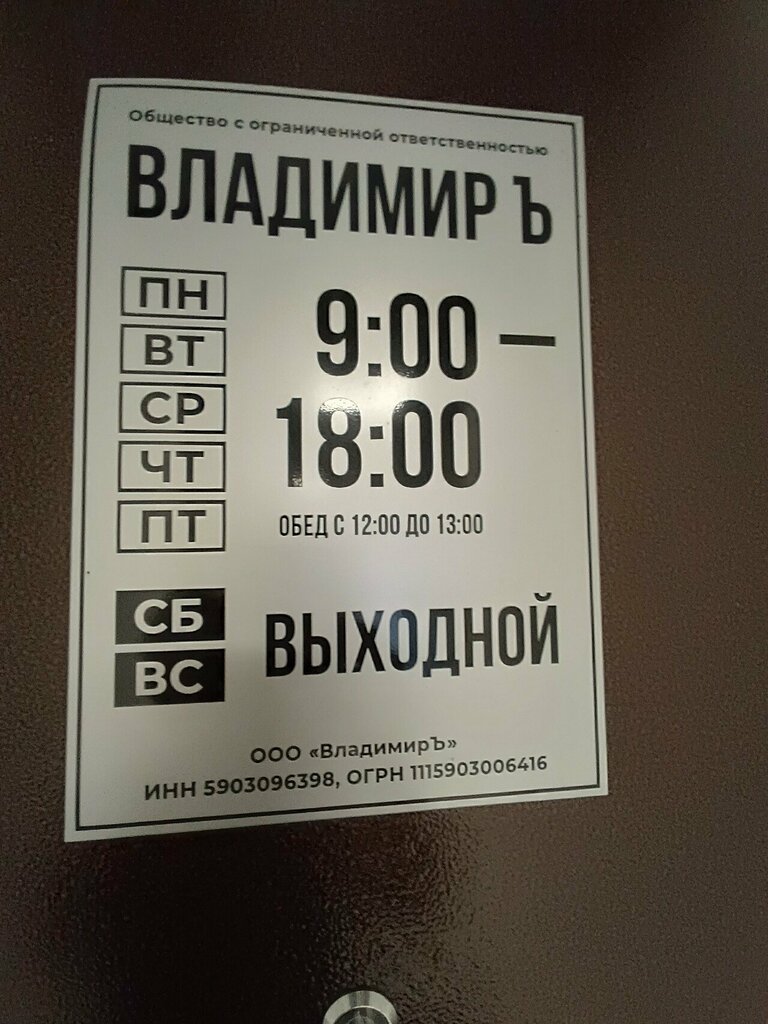 Общество с ограниченной ответственностью
ВЛАДИМИР Ъ
ПН
ВТ
СР
ЧТ
ПТ
9:00 —
18:00
ОБЕД С 12:00 ДО 13:00
СБ
ВС
ВЫХОДНОЙ
ООО «ВладимирЪ»
ИНН 5903096398, ОГРН 1115903006416